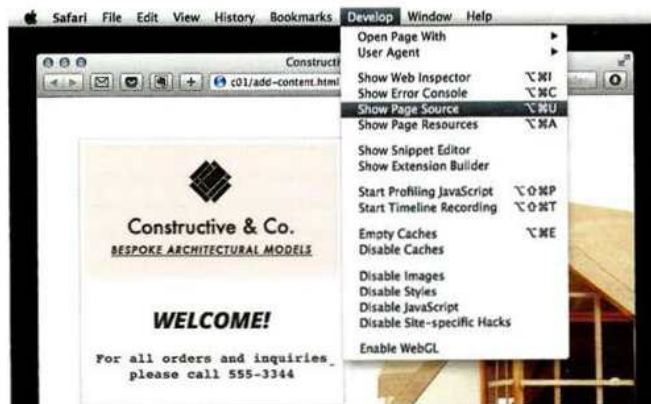 Safari File Edit View History Bookmarks Develop Window Help
Open Page With
User Agent
Constructi
c01/add-content.html
Show Web Inspector ⌥⌘I
Show Error Console ⌥⌘C
Show Page Source ⌥⌘U
Show Page Resources ⌥⌘A
Show Snippet Editor
Show Extension Builder
Start Profiling JavaScript ⌥⇧⌘P
Start Timeline Recording ⌥⇧⌘T
Empty Caches ⌥⌘E
Disable Caches
Disable Images
Disable Styles
Disable JavaScript
Disable Site-specific Hacks
Enable WebGL
Constructive & Co.
BESPOKE ARCHITECTURAL MODELS
WELCOME!
For all orders and inquiries
please call 555-3344